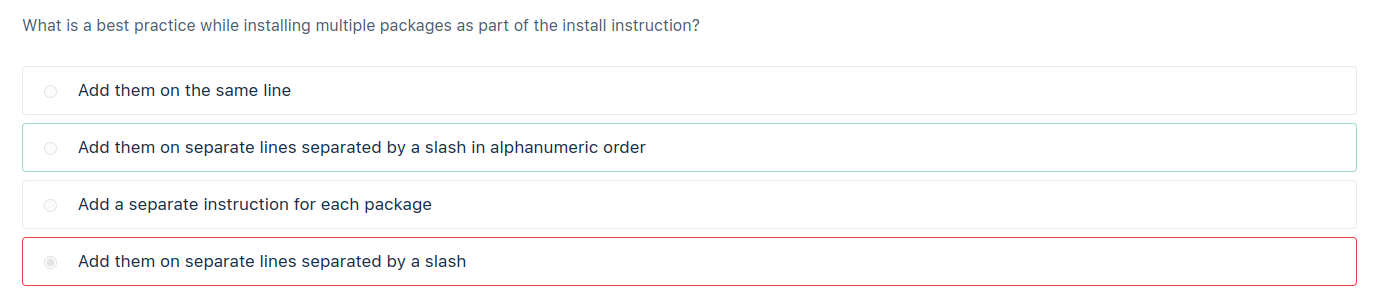 What is a best practice while installing multiple packages as part of the install instruction?
Add them on the same line
Add them on separate lines separated by a slash in alphanumeric order
Add a separate instruction for each package
Add them on separate lines separated by a slash